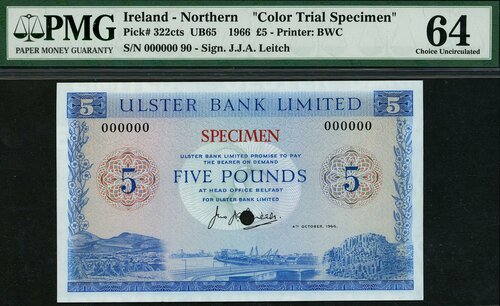 PMG
PAPER MONEY GUARANTY
Ireland - Northern "Color Trial Specimen"
Pick# 322cts UB65 1966 £5 - Printer: BWC
S/N 000000 90 - Sign. J.J.A. Leitch
64
Choice Uncirculated
5
ULSTER BANK LIMITED
5
000000
SPECIMEN
000000
ULSTER BANK LIMITED PROMISE TO PAY
THE BEARER ON DEMAND
5
FIVE POUNDS
5
AT HEAD OFFICE BELFAST
FOR ULSTER BANK LIMITED
4TH OCTOBER, 1966.